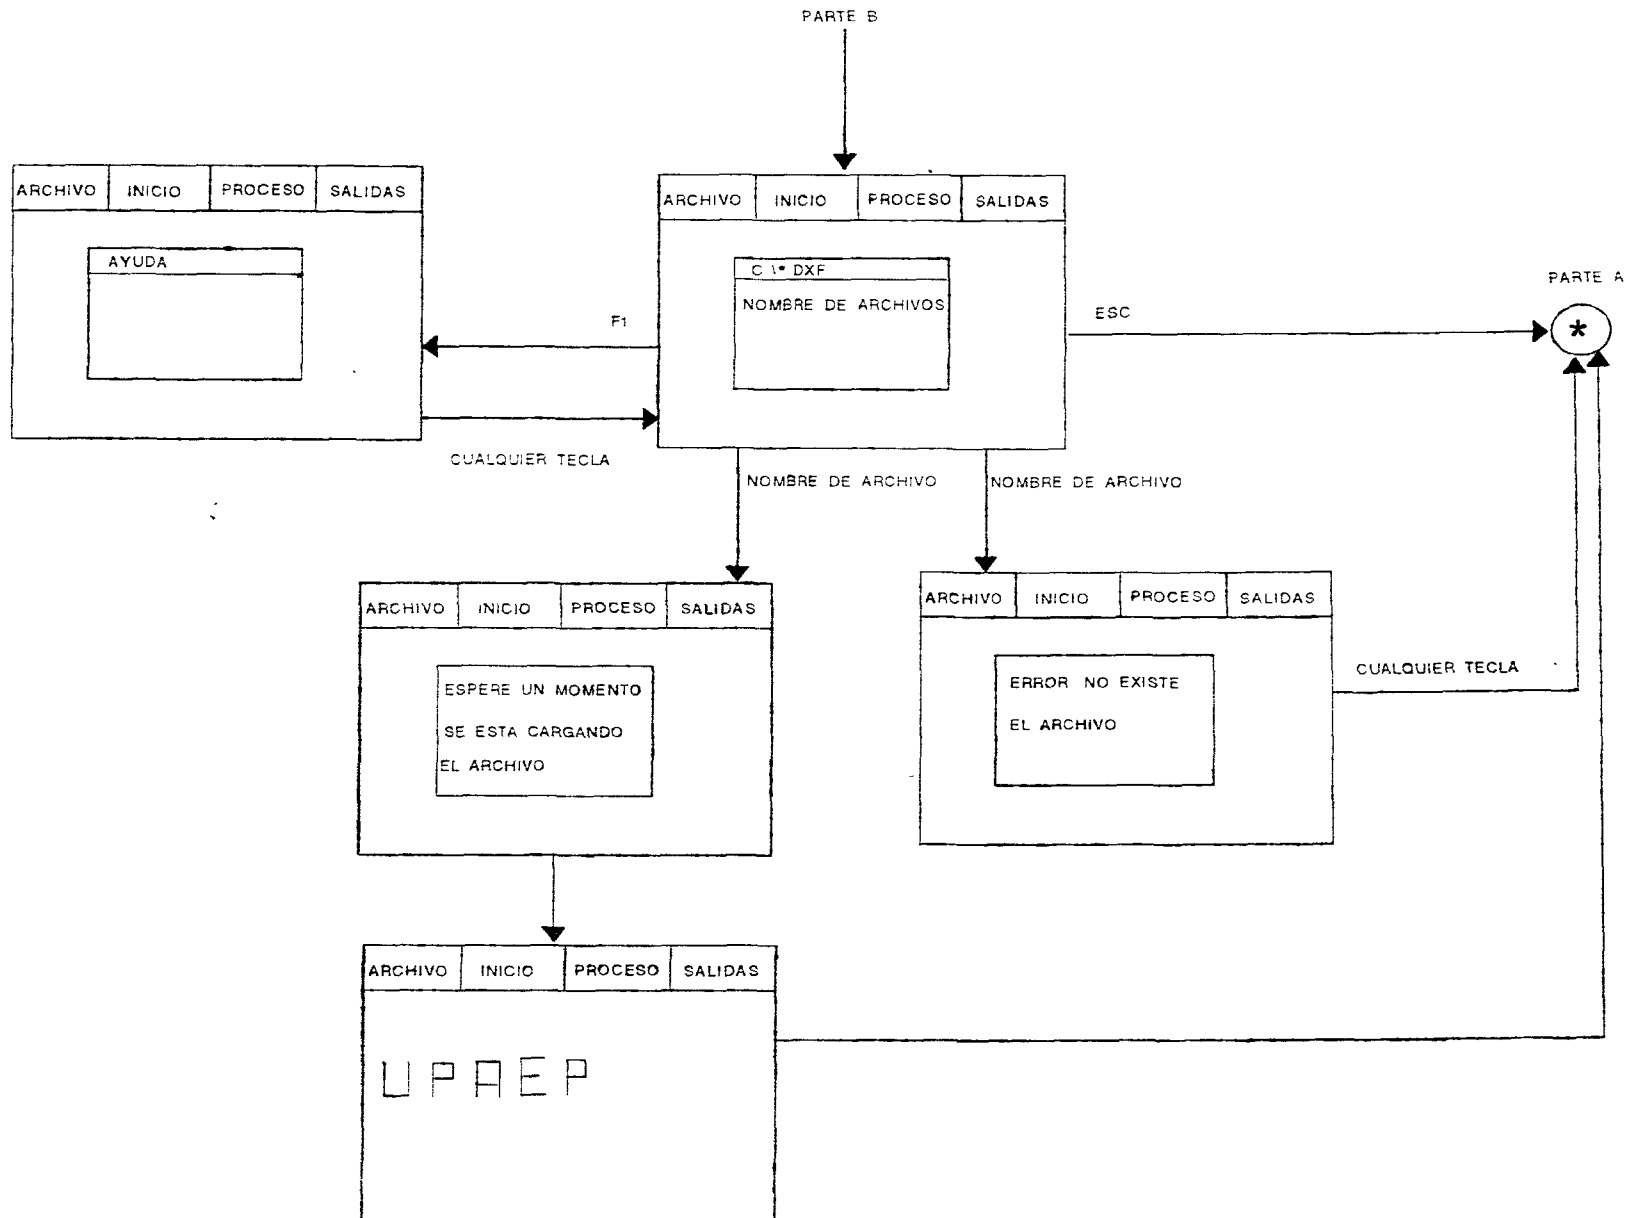 PARTE B
ARCHIVO INICIO PROCESO SALIDAS
AYUDA
ARCHIVO INICIO PROCESO SALIDAS
C \* DXF
NOMBRE DE ARCHIVOS
F1
CUALQUIER TECLA
ESC
PARTE A
*
NOMBRE DE ARCHIVO
NOMBRE DE ARCHIVO
ARCHIVO INICIO PROCESO SALIDAS
ESPERE UN MOMENTO
SE ESTA CARGANDO
EL ARCHIVO
ARCHIVO INICIO PROCESO SALIDAS
ERROR NO EXISTE
EL ARCHIVO
CUALQUIER TECLA
ARCHIVO INICIO PROCESO SALIDAS
UPAEP